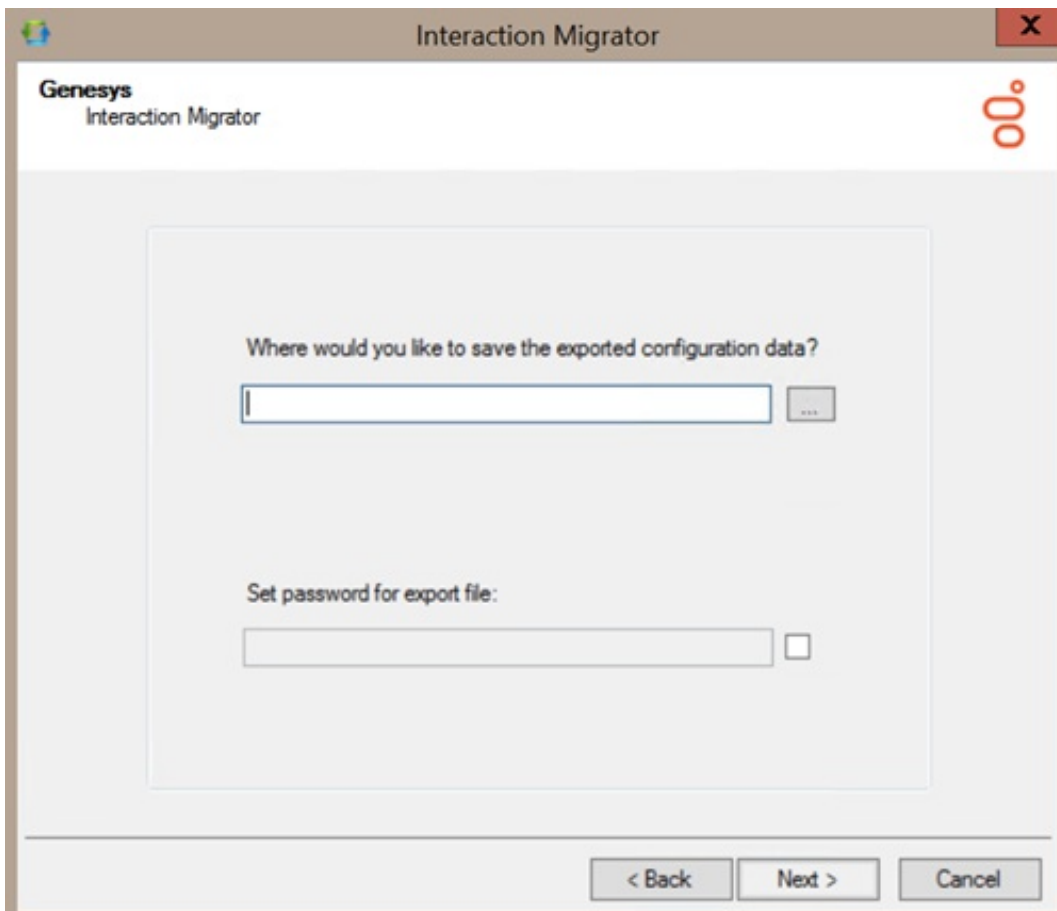 Interaction Migrator
X
Genesys
Interaction Migrator
Where would you like to save the exported configuration data?
...
Set password for export file:
< Back
Next >
Cancel